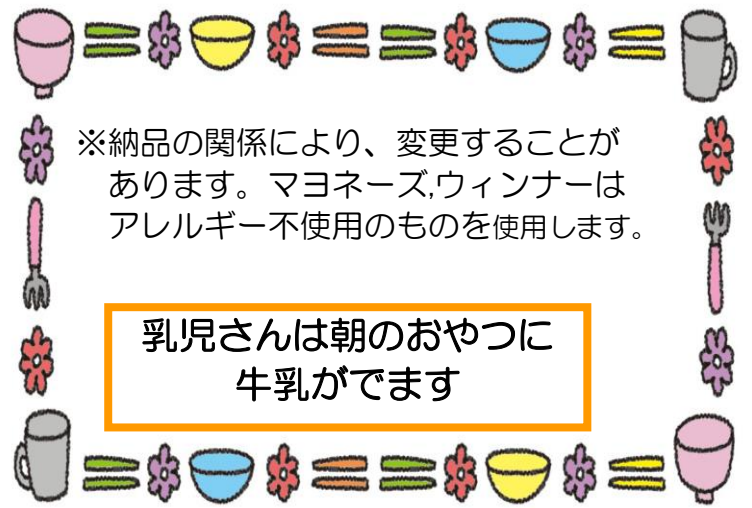 ※納品の関係により、変更することが
あります。マヨネーズ,ウィンナーは
アレルギー不使用のものを使用します。
乳児さんは朝のおやつに
牛乳がでます